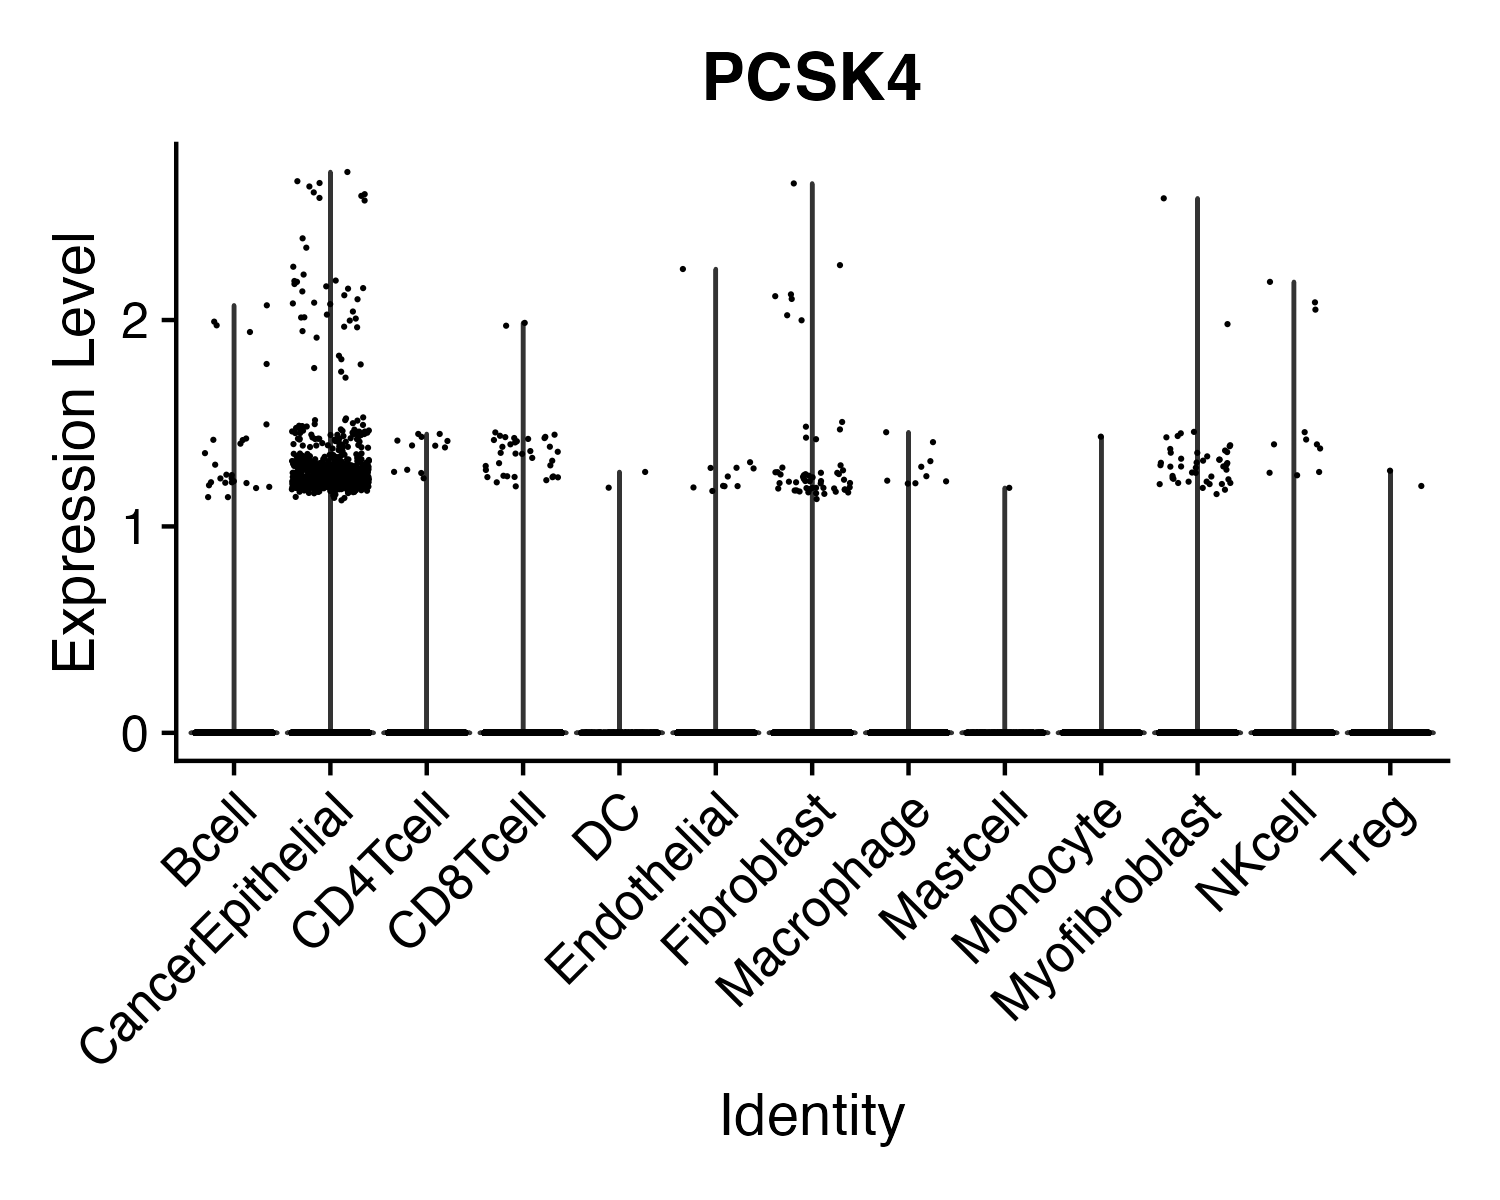 PCSK4
Expression Level
2
1
0
Bcell
CancerEpithelial
CD4Tcell
CD8Tcell
DC
Endothelial
Fibroblast
Macrophage
Mastcell
Monocyte
Myofibroblast
NKcell
Treg
Identity